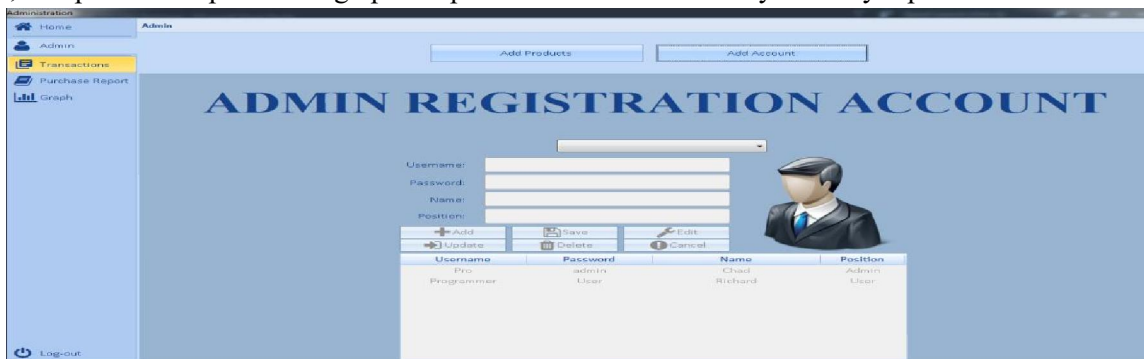 Administration
Home
Admin
Transactions
Purchase Report
Graph
Log-out
Admin
Add Products Add Account
ADMIN REGISTRATION ACCOUNT
Username:
Password:
Name:
Position:
Add Save Edit
Update Delete Cancel
Username Password Name Position
Pro admin Chad Admin
Programmer User Richard User